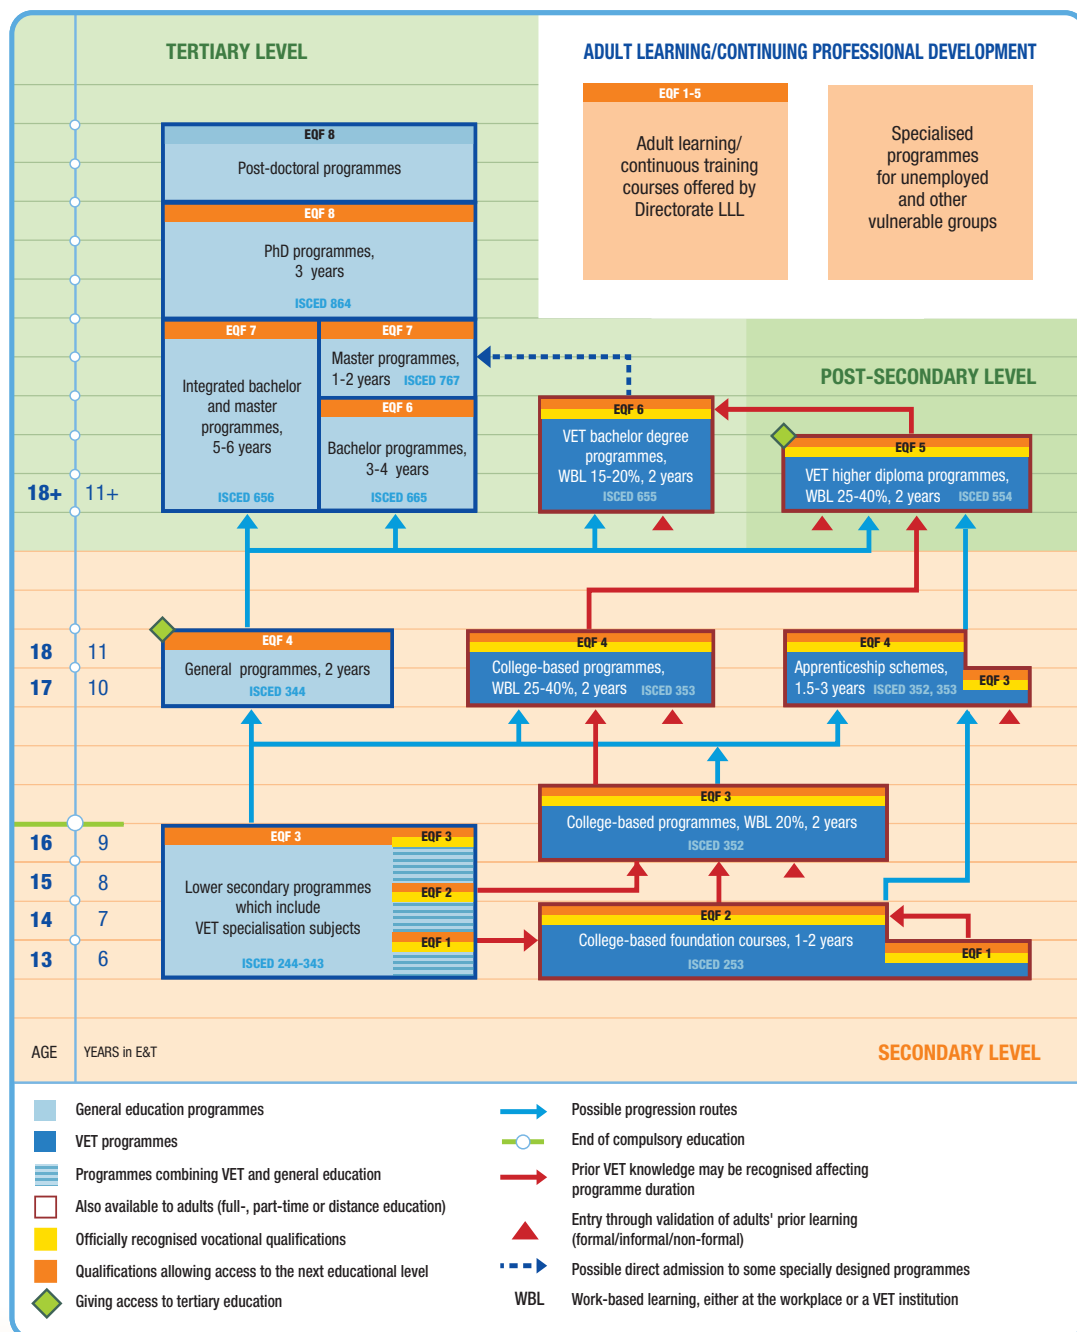 TERTIARY LEVEL
ADULT LEARNING/CONTINUING PROFESSIONAL DEVELOPMENT
EQF 1-5
Adult learning/
continuous training
courses offered by
Directorate LLL
Specialised
programmes
for unemployed
and other
vulnerable groups
EQF 8
Post-doctoral programmes
EQF 8
PhD programmes,
3 years
ISCED 864
EQF 7
Integrated bachelor
and master
programmes,
5-6 years
ISCED 656
EQF 7
Master programmes,
1-2 years ISCED 767
EQF 6
Bachelor programmes,
3-4 years
ISCED 665
POST-SECONDARY LEVEL
EQF 6
VET bachelor degree
programmes,
WBL 15-20%, 2 years
ISCED 655
EQF 5
VET higher diploma programmes,
WBL 25-40%, 2 years ISCED 554
18+ 11+
18 11
17 10
EQF 4
General programmes, 2 years
ISCED 344
EQF 4
College-based programmes,
WBL 25-40%, 2 years ISCED 353
EQF 4
Apprenticeship schemes,
1.5-3 years ISCED 352, 353
EQF 3
EQF 3
College-based programmes, WBL 20%, 2 years
ISCED 352
16 9
15 8
14 7
13 6
EQF 3
Lower secondary programmes
which include
VET specialisation subjects
ISCED 244-343
EQF 3
EQF 2
EQF 1
EQF 2
College-based foundation courses, 1-2 years
ISCED 253
EQF 1
AGE YEARS in E&T
SECONDARY LEVEL
General education programmes
VET programmes
Programmes combining VET and general education
Also available to adults (full-, part-time or distance education)
Officially recognised vocational qualifications
Qualifications allowing access to the next educational level
Giving access to tertiary education
Possible progression routes
End of compulsory education
Prior VET knowledge may be recognised affecting
programme duration
Entry through validation of adults' prior learning
(formal/informal/non-formal)
Possible direct admission to some specially designed programmes
WBL Work-based learning, either at the workplace or a VET institution